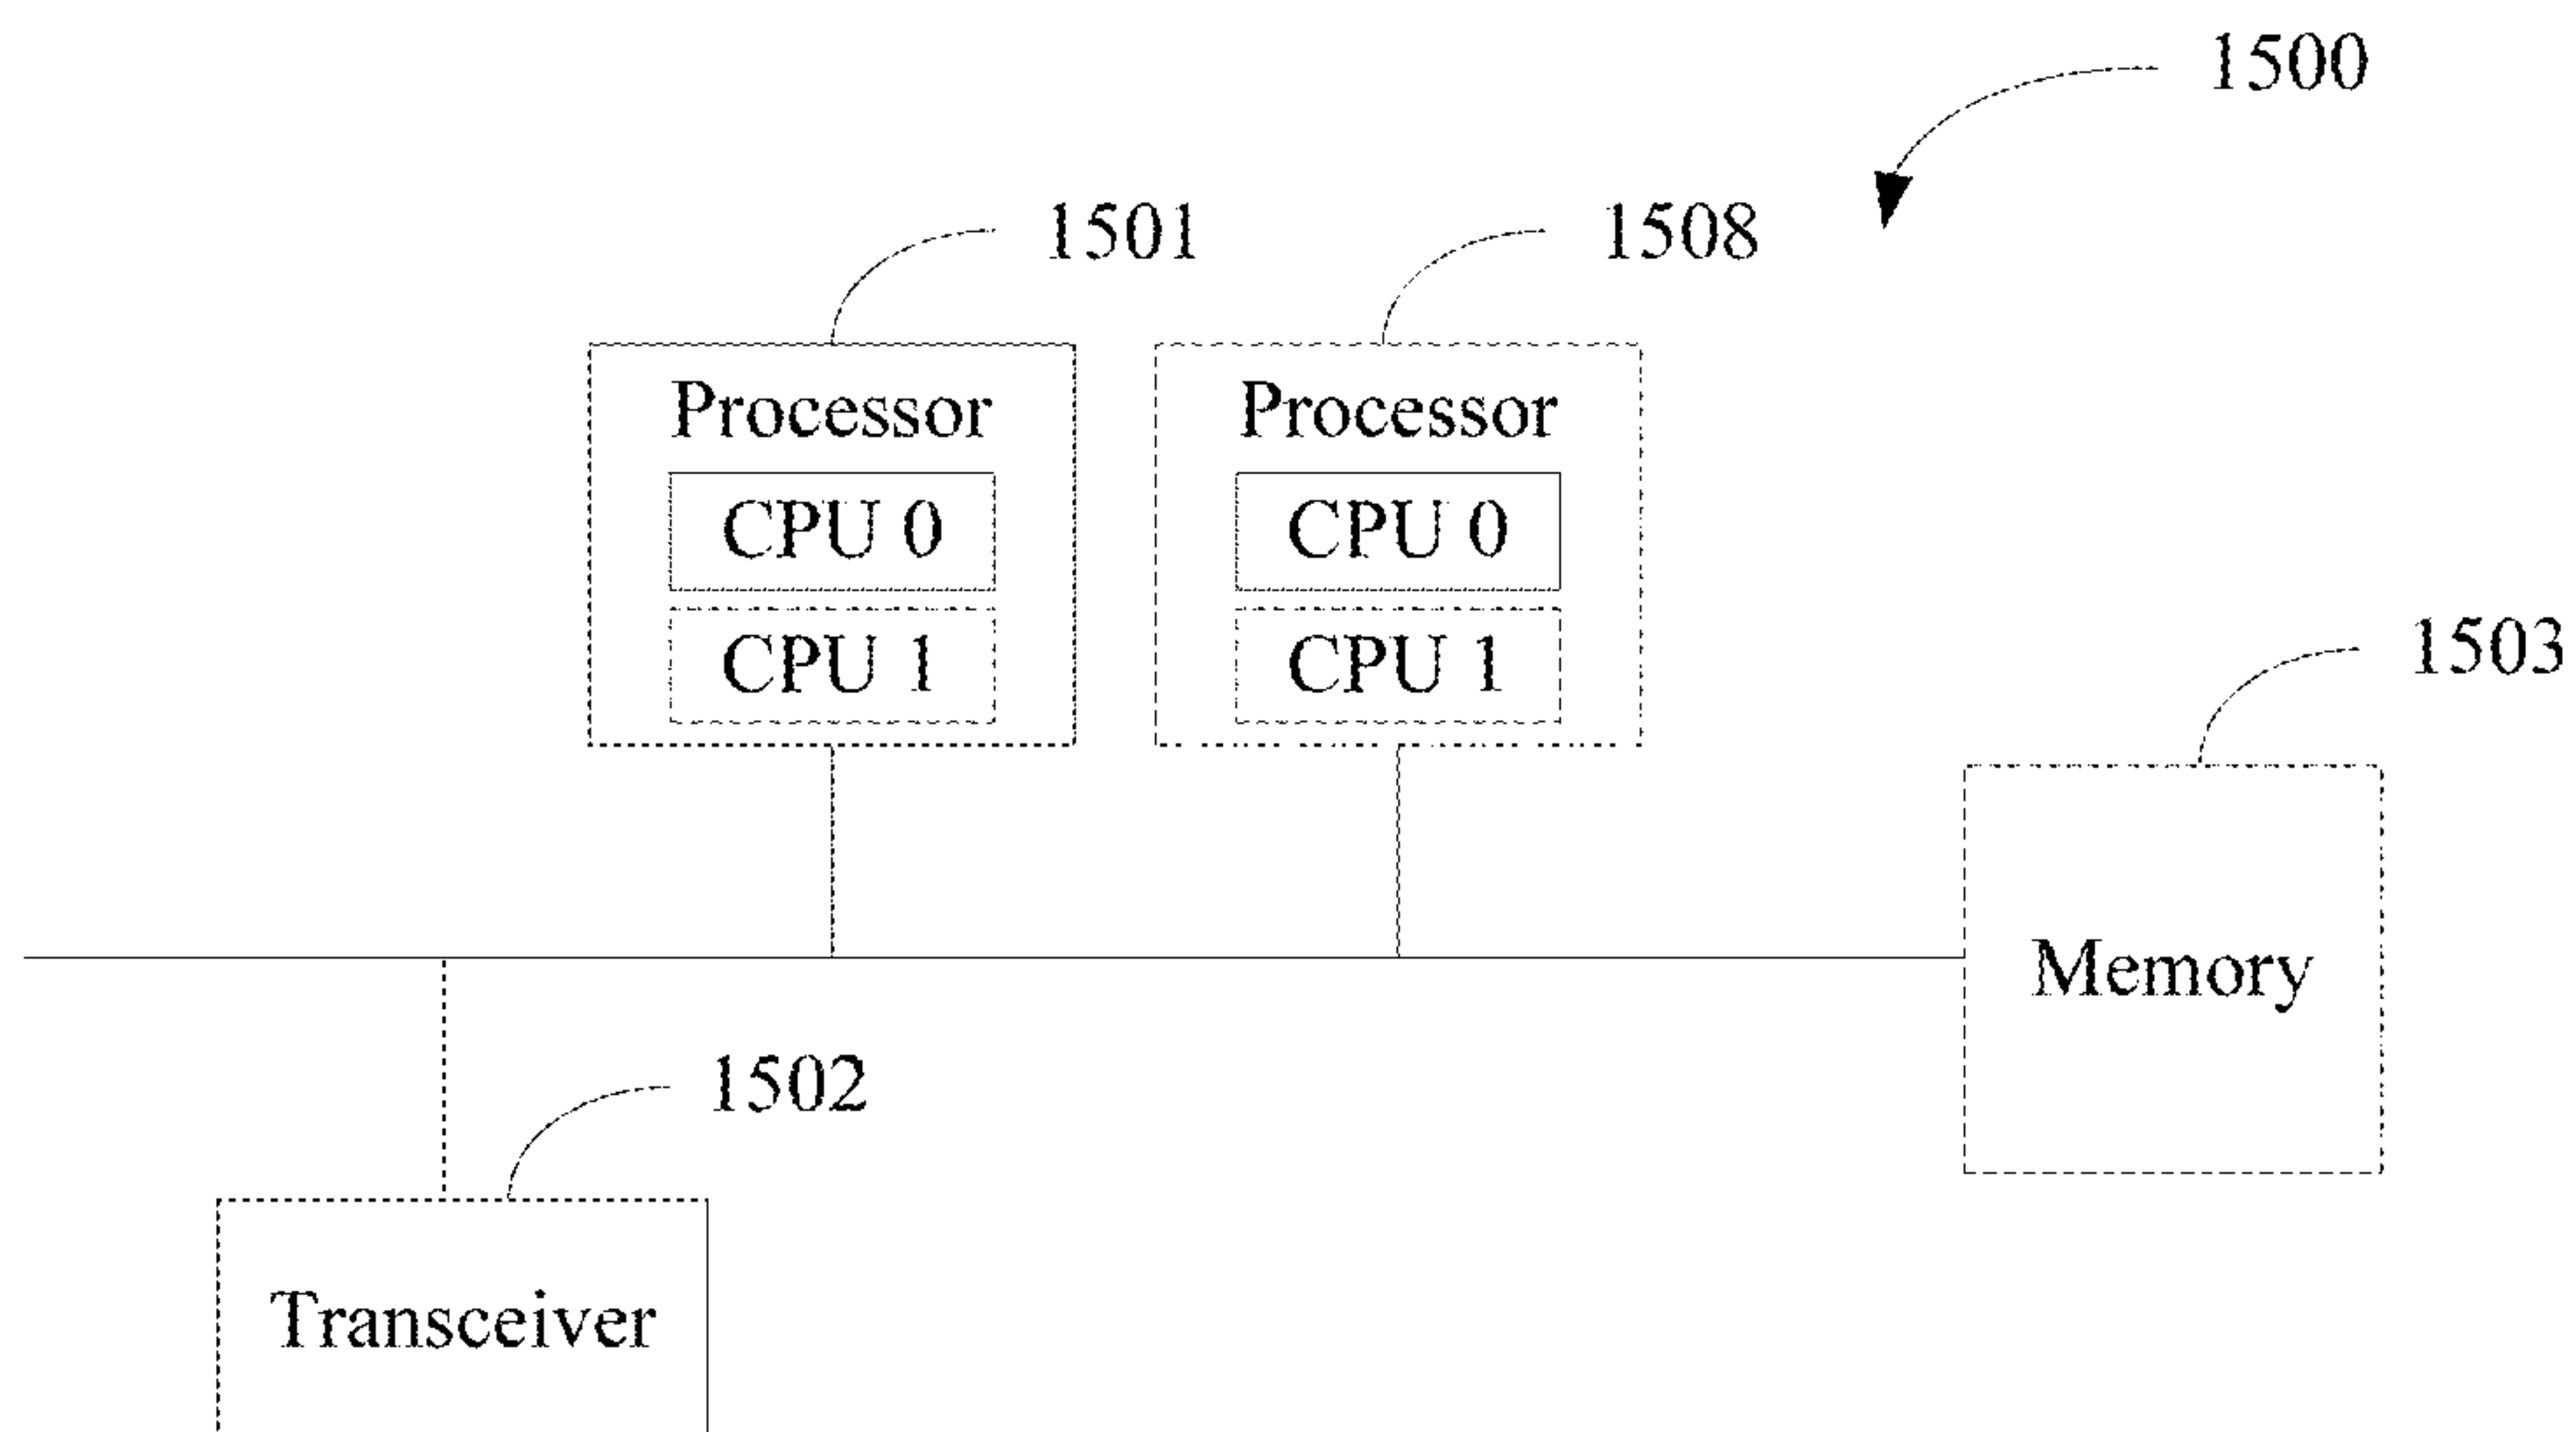 1500
1501
1508
Processor
Processor
CPU 0
CPU 0
CPU 1
CPU 1
1503
Memory
1502
Transceiver